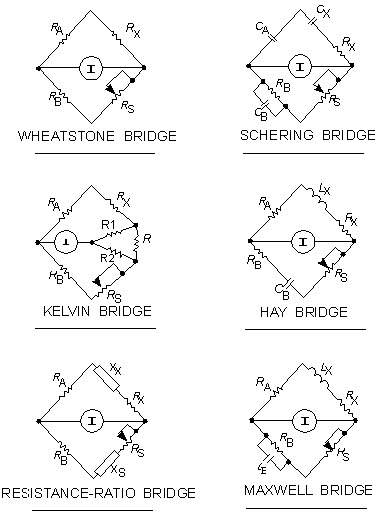 R_A R_X
I
R_B R_S
WHEATSTONE BRIDGE
C_A C_X
R_X
I
R_B
C_B R_S
SCHERING BRIDGE
R_A R_X
R1
I R
R2
R_B R_S
KELVIN BRIDGE
L_X
R_A R_X
I
R_B R_S
C_B
HAY BRIDGE
X_X
R_A R_X
I
R_B R_S
X_S
RESISTANCE-RATIO BRIDGE
L_X
R_A R_X
I
R_B R_S
MAXWELL BRIDGE